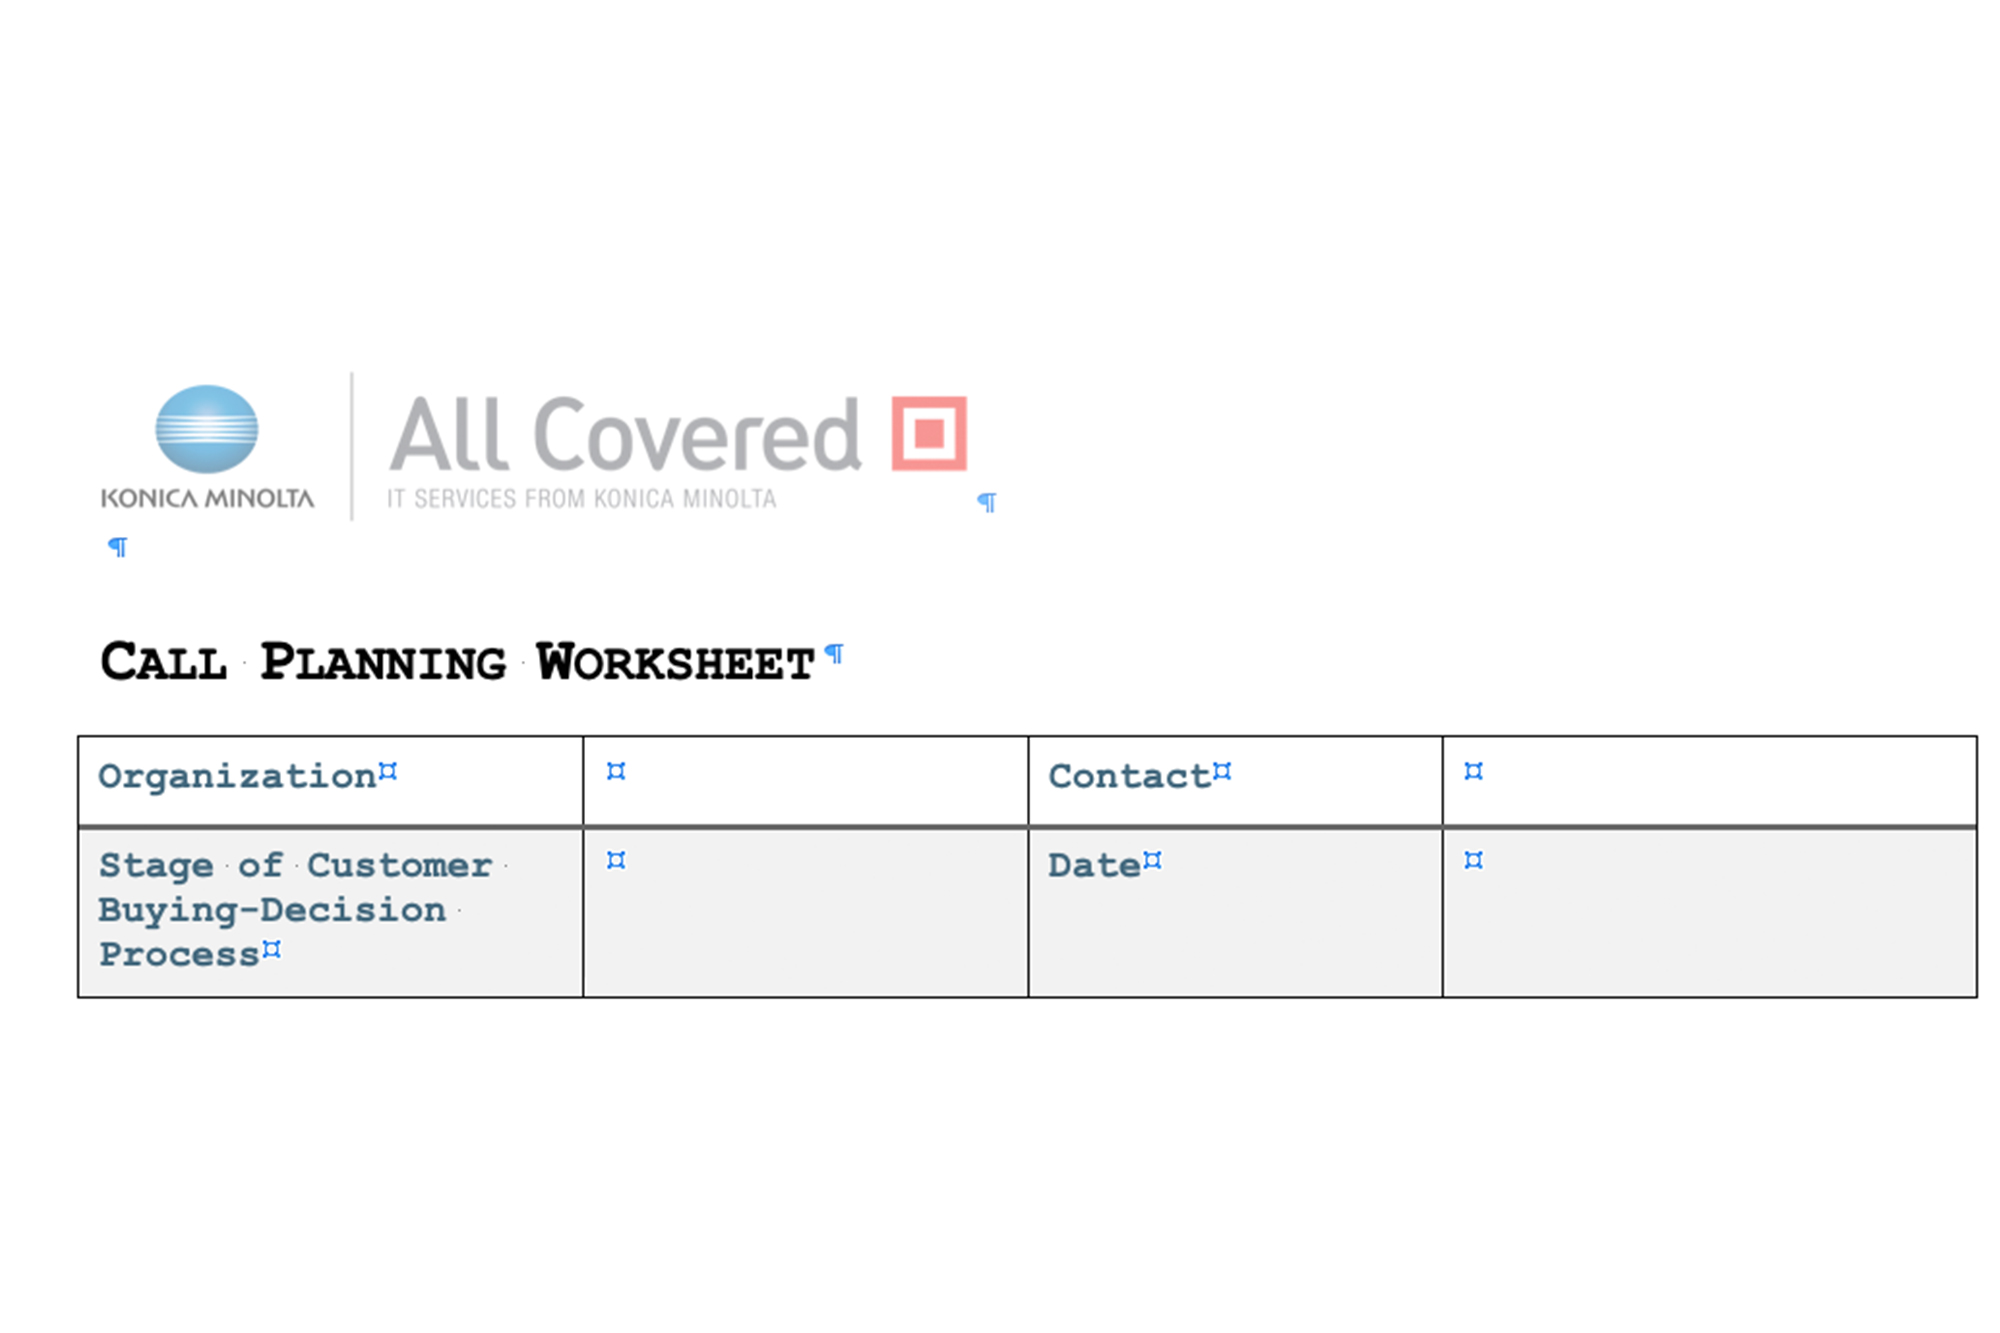 All Covered
KONICA MINOLTA
IT SERVICES FROM KONICA MINOLTA
¶
¶
CALL PLANNING WORKSHEET¶
Organization¤ ¤ Contact¤ ¤
Stage of Customer ¤ Date¤ ¤
Buying-Decision
Process¤